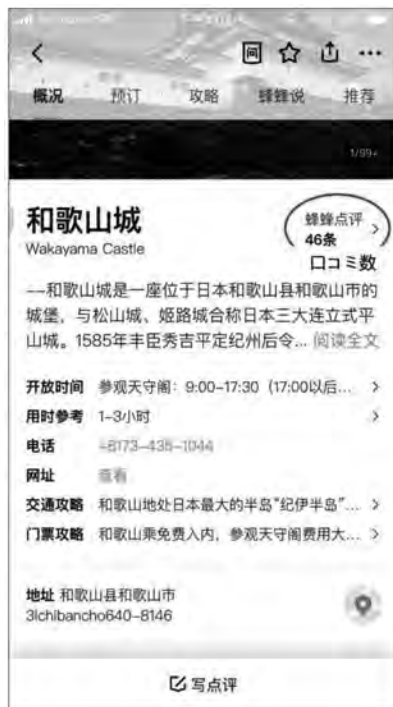 问
概况 预订 攻略 蜂蜂说 推荐
1/99+
和歌山城
Wakayama Castle
蜂蜂点评
46条
口コミ数
--和歌山城是一座位于日本和歌山县和歌山市的
城堡，与松山城、姬路城合称日本三大连立式平
山城。1585年丰臣秀吉平定纪州后令... 阅读全文
开放时间 参观天守阁：9:00-17:30（17:00以后...
用时参考 1-3小时
电话 +8173-435-1044
网址 查看
交通攻略 和歌山地处日本最大的半岛“纪伊半岛”...
门票攻略 和歌山乘免费入内，参观天守阁费用大...
地址 和歌山县和歌山市
3Ichibancho640-8146
写点评